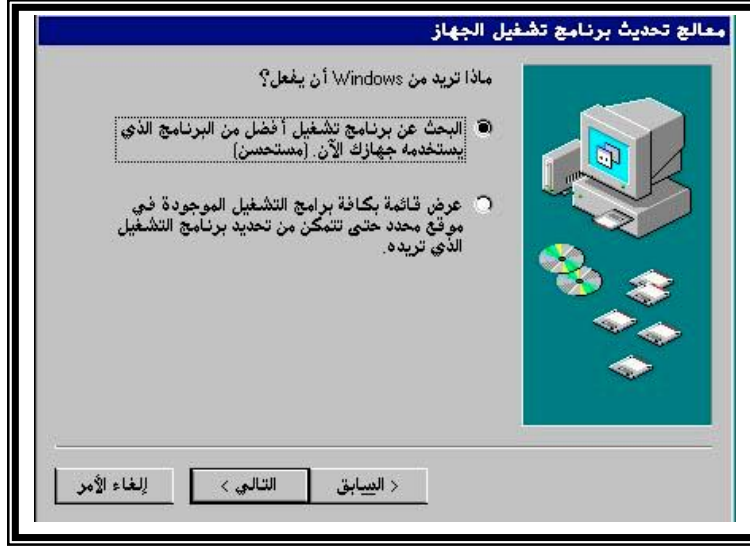 معالج تحديث برنامج تشغيل الجهاز
ماذا تريد من Windows أن يفعل؟
البحث عن برنامج تشغيل أفضل من البرنامج الذي
يستخدمه جهازك الآن. (مستحسن)
عرض قائمة بكافة برامج التشغيل الموجودة في
موقع محدد حتى تتمكن من تحديد برنامج التشغيل
الذي تريده.
< السابق
التالي >
إلغاء الأمر